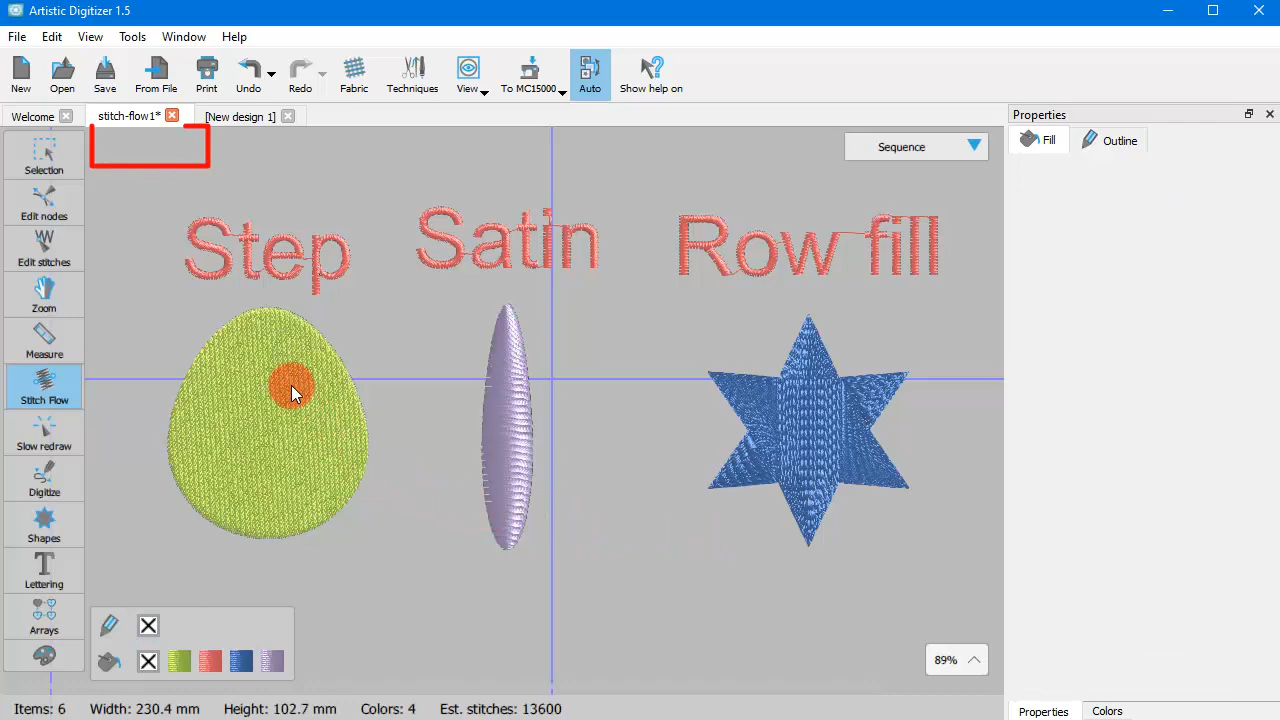 Artistic Digitizer 1.5
File Edit View Tools Window Help
New Open Save From File Print Undo Redo Fabric Techniques View To MC15000 Auto Show help on
Welcome stitch-flow1* [New design 1]
Properties
Fill Outline
Sequence
Selection
Edit nodes
Edit stitches
Zoom
Measure
Stitch Flow
Slow redraw
Digitize
Shapes
Lettering
Arrays
Step Satin Row fill
89%
Items: 6 Width: 230.4 mm Height: 102.7 mm Colors: 4 Est. stitches: 13600
Properties Colors